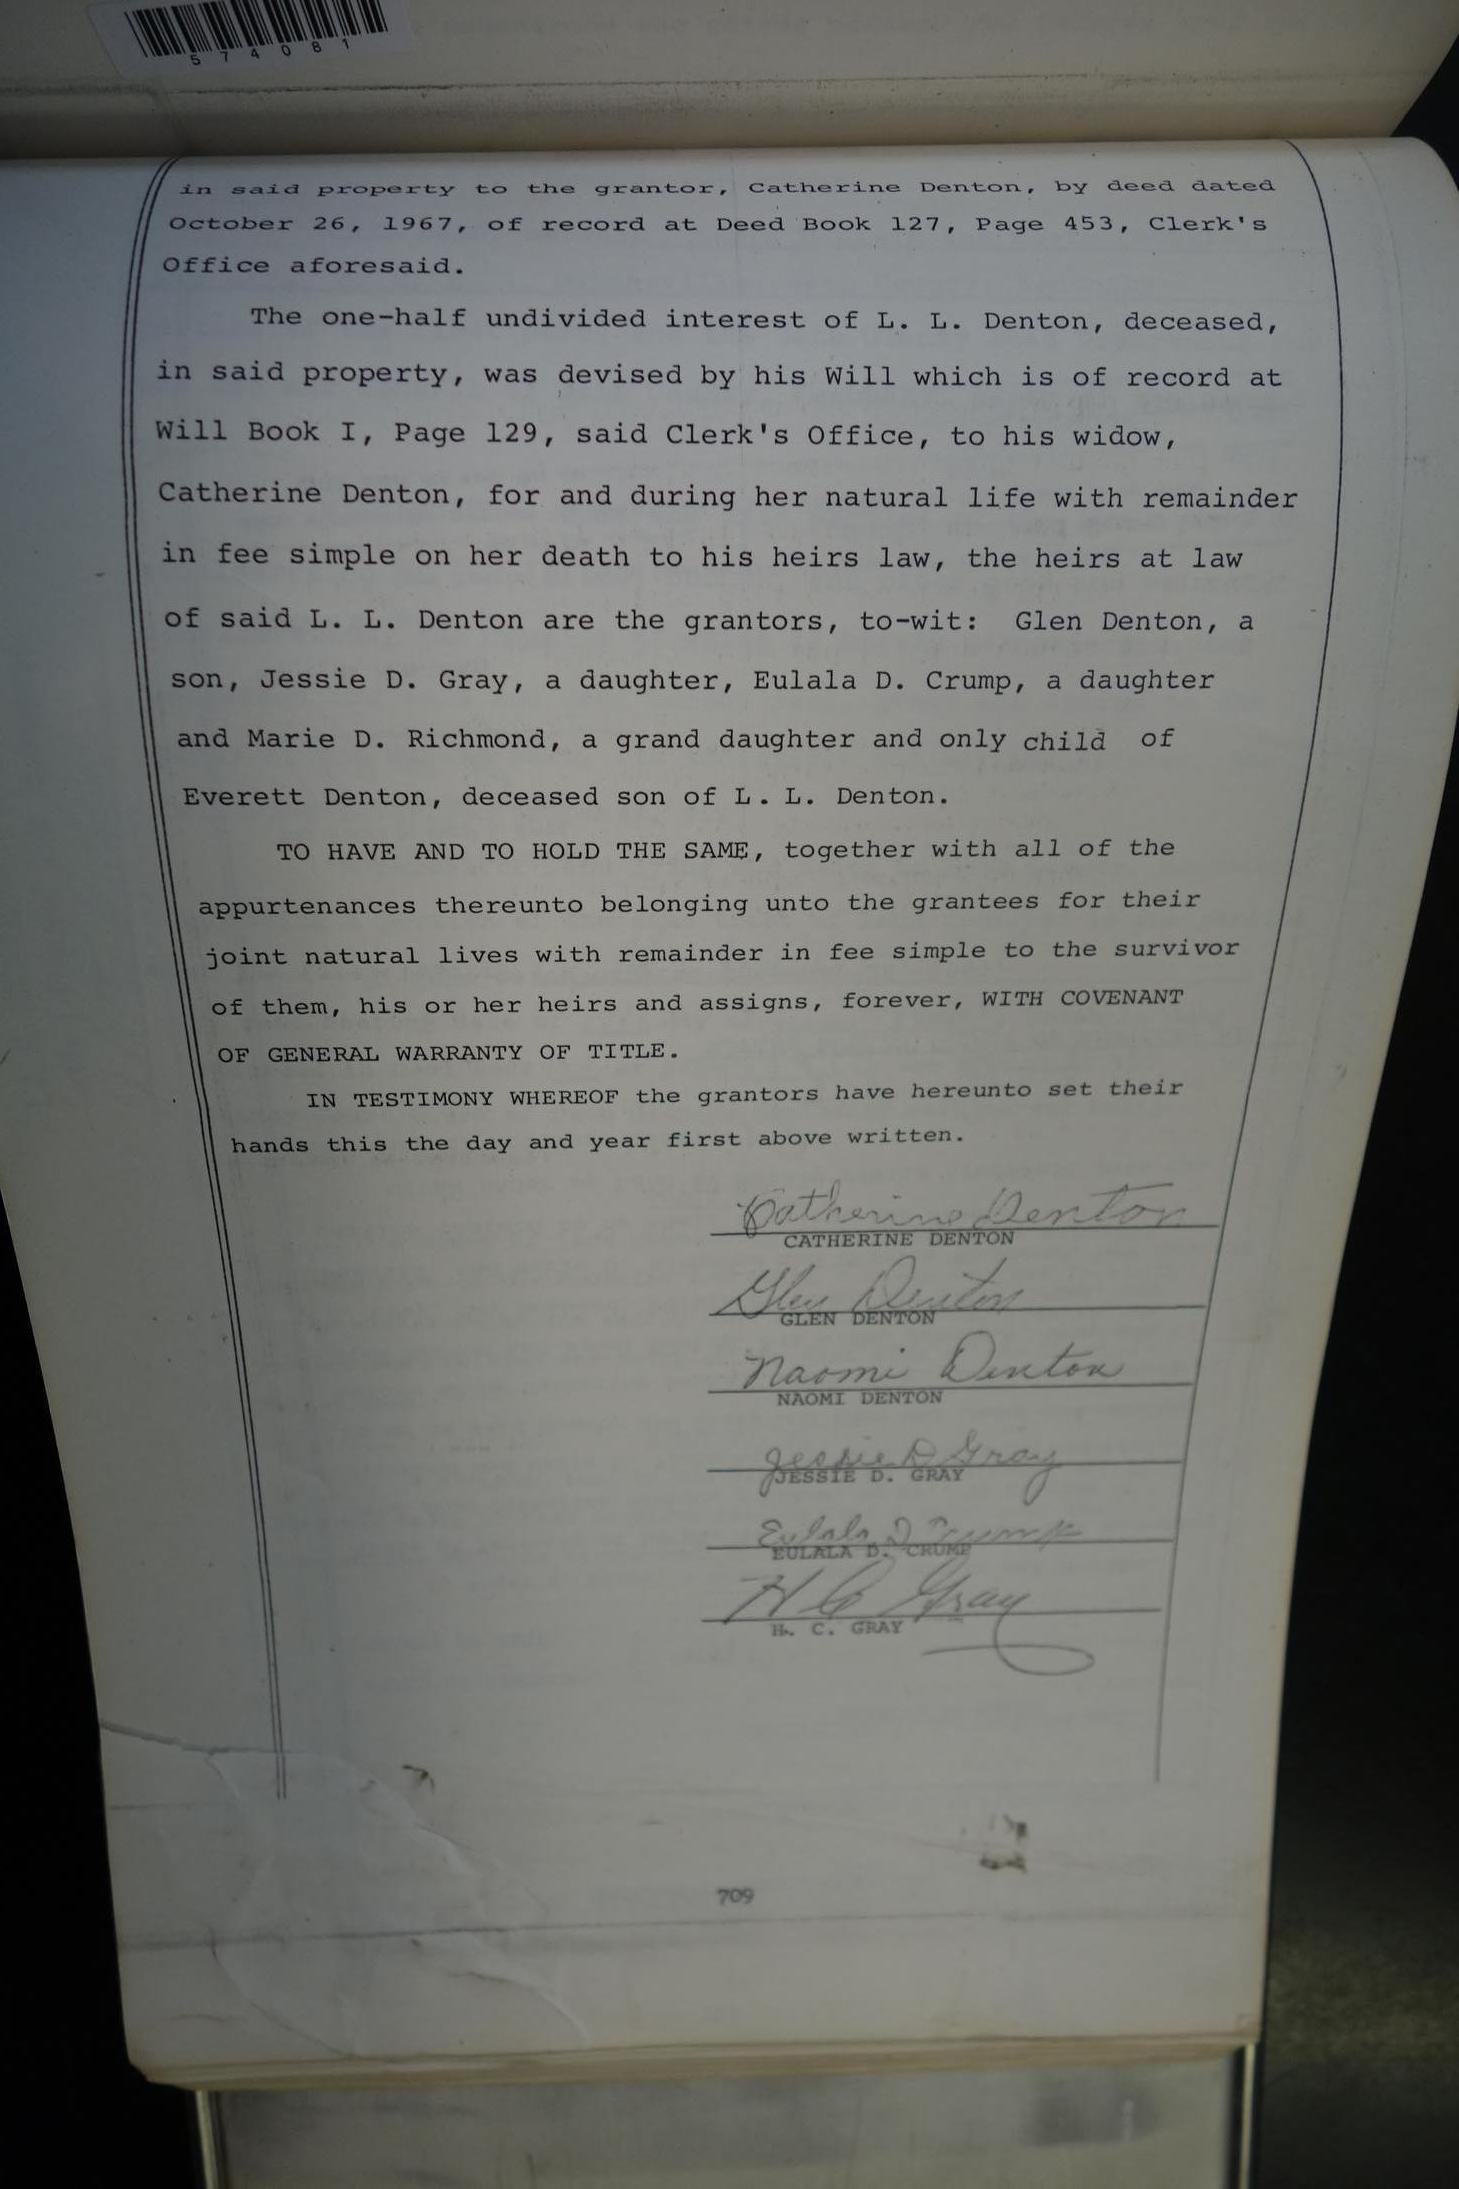 574081
in said property to the grantor, Catherine Denton, by deed dated
October 26, 1967, of record at Deed Book 127, Page 453, Clerk's
Office aforesaid.
The one-half undivided interest of L. L. Denton, deceased,
in said property, was devised by his Will which is of record at
Will Book I, Page 129, said Clerk's Office, to his widow,
Catherine Denton, for and during her natural life with remainder
in fee simple on her death to his heirs law, the heirs at law
of said L. L. Denton are the grantors, to-wit: Glen Denton, a
son, Jessie D. Gray, a daughter, Eulala D. Crump, a daughter
and Marie D. Richmond, a grand daughter and only child of
Everett Denton, deceased son of L. L. Denton.
TO HAVE AND TO HOLD THE SAME, together with all of the
appurtenances thereunto belonging unto the grantees for their
joint natural lives with remainder in fee simple to the survivor
of them, his or her heirs and assigns, forever, WITH COVENANT
OF GENERAL WARRANTY OF TITLE.
IN TESTIMONY WHEREOF the grantors have hereunto set their
hands this the day and year first above written.
Catherine Denton
CATHERINE DENTON
Glen Denton
GLEN DENTON
Naomi Denton
NAOMI DENTON
Jessie D Gray
JESSIE D. GRAY
Eulala D Crump
EULALA D. CRUMP
H C Gray
H. C. GRAY
709